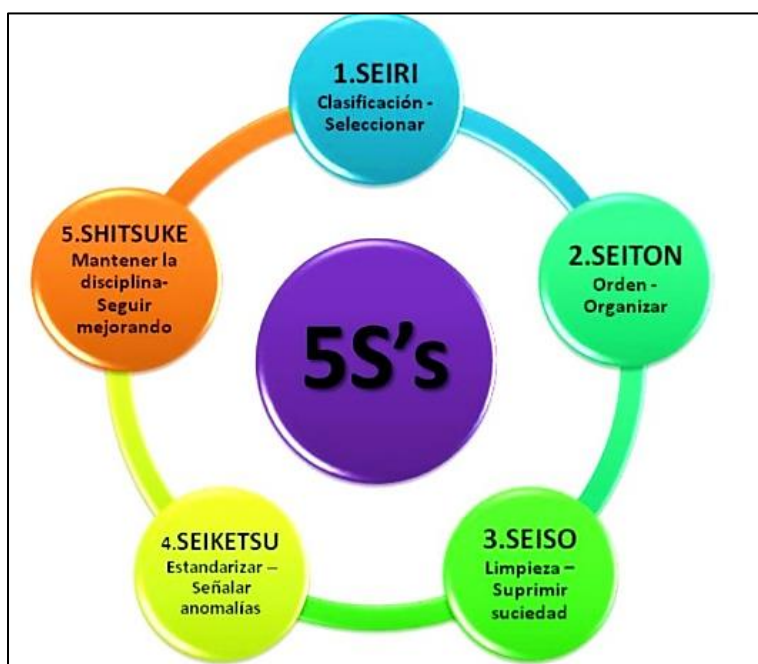 1.SEIRI
Clasificación -
Seleccionar
2.SEITON
Orden -
Organizar
3.SEISO
Limpieza –
Suprimir
suciedad
4.SEIKETSU
Estandarizar –
Señalar
anomalías
5.SHITSUKE
Mantener la
disciplina-
Seguir
mejorando
5S's